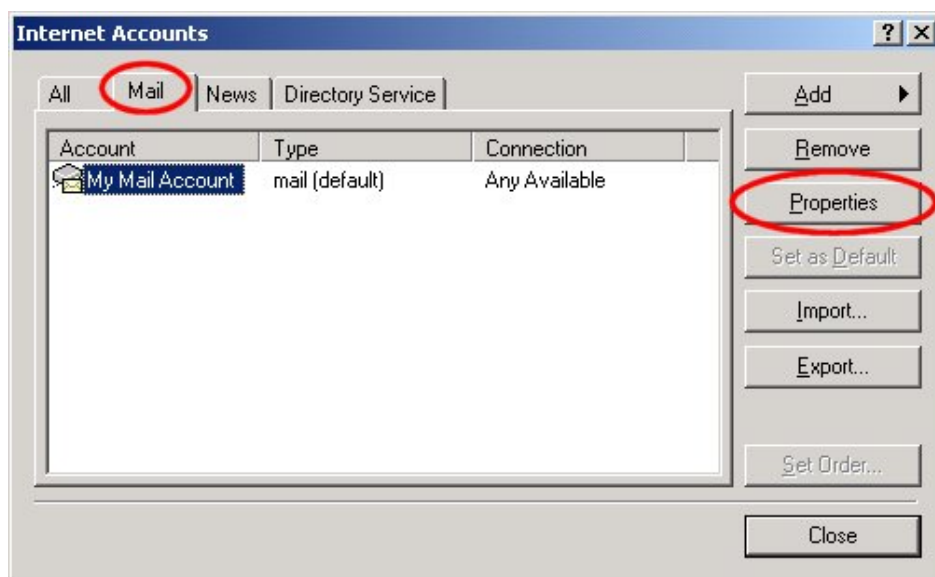 Internet Accounts
All Mail News Directory Service
Add
Account Type Connection
Remove
My Mail Account mail (default) Any Available
Properties
Set as Default
Import...
Export...
Set Order...
Close